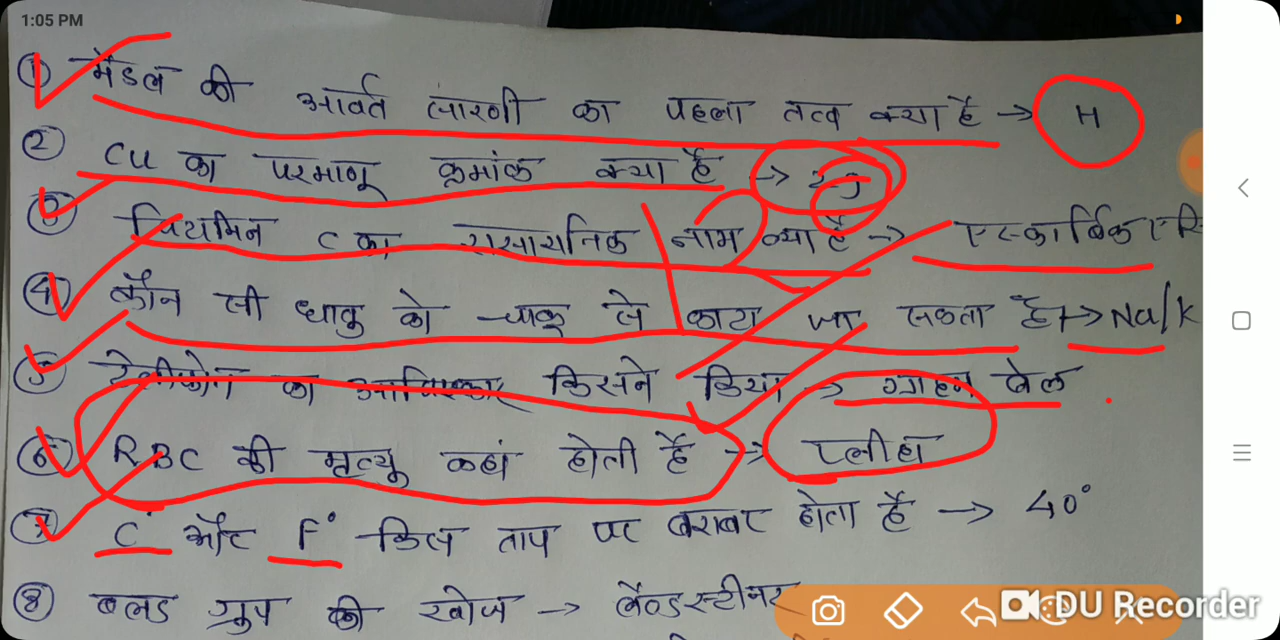 1:05 PM
① मेंडल की आवर्त सारणी का पहला तत्व क्या है → H
② CU का परमाणू क्रमांक क्या है → 29
③ विटामिन C का रासायनिक नाम क्या है → एस्कार्बिक एसि
④ कौन सी धातु को चाकू से काटा जा सकता है → Na/K
⑤ टेलीफोन का आविष्कार किसने किया → ग्राहम बेल
⑥ RBC की मृत्यू कहां होती है → प्लीहा
⑦ C° और F° किस ताप पर बराबर होता है → 40°
⑧ बलड ग्रुप की खोज → लैण्डस्टीनर
DU Recorder